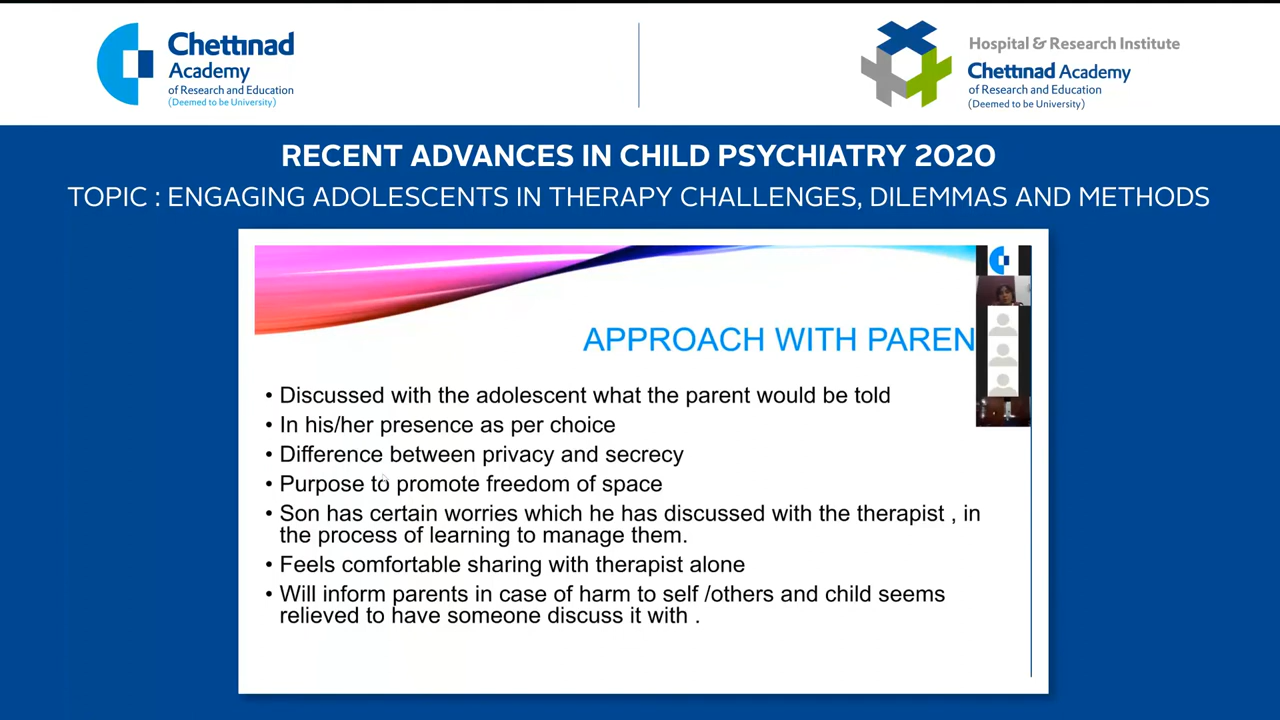 Chettinad
Academy
of Research and Education
(Deemed to be University)
Hospital & Research Institute
Chettinad Academy
of Research and Education
(Deemed to be University)
RECENT ADVANCES IN CHILD PSYCHIATRY 2020
TOPIC : ENGAGING ADOLESCENTS IN THERAPY CHALLENGES, DILEMMAS AND METHODS
APPROACH WITH PAREN
• Discussed with the adolescent what the parent would be told
• In his/her presence as per choice
• Difference between privacy and secrecy
• Purpose to promote freedom of space
• Son has certain worries which he has discussed with the therapist , in
the process of learning to manage them.
• Feels comfortable sharing with therapist alone
• Will inform parents in case of harm to self /others and child seems
relieved to have someone discuss it with .